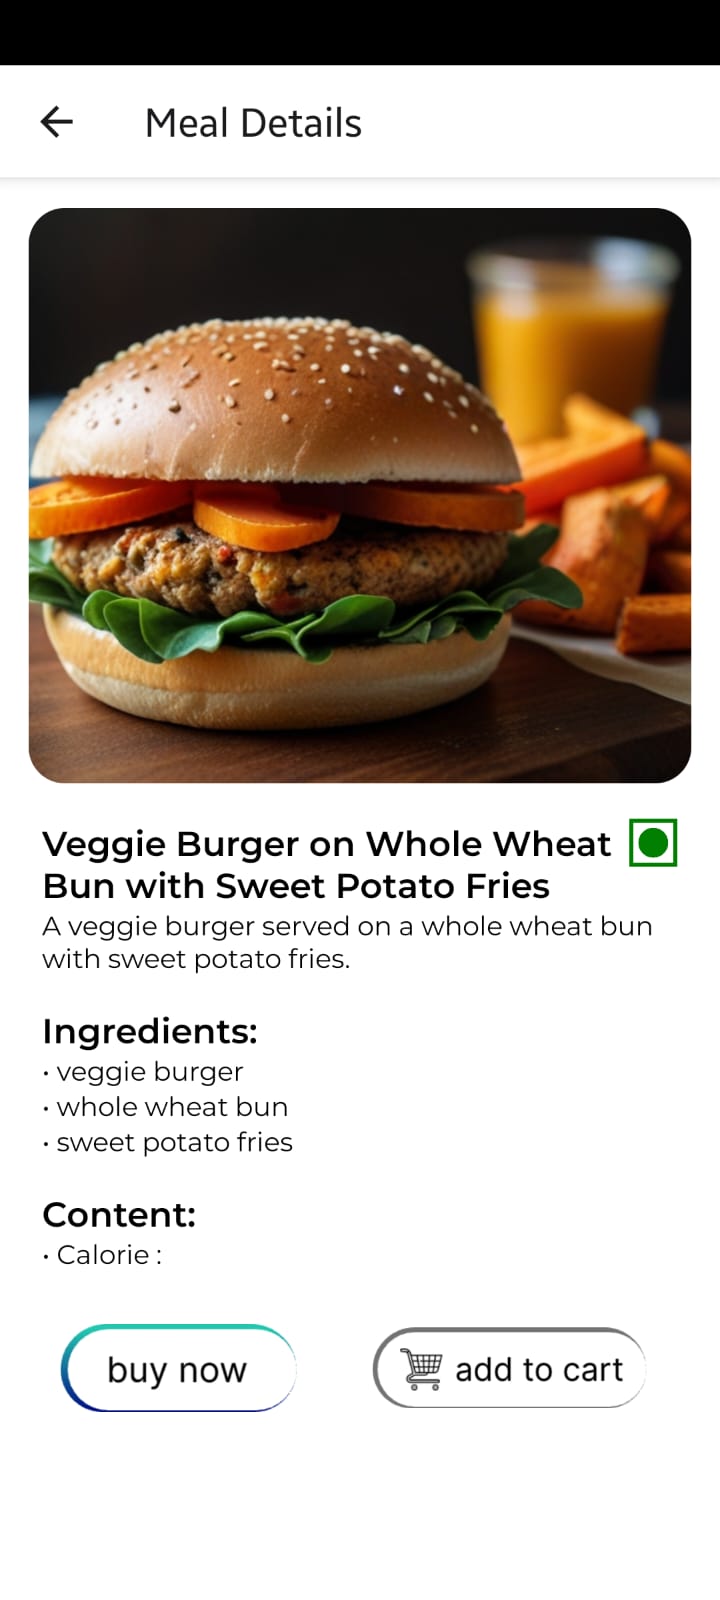 Meal Details
Veggie Burger on Whole Wheat
Bun with Sweet Potato Fries
A veggie burger served on a whole wheat bun
with sweet potato fries.
Ingredients:
• veggie burger
• whole wheat bun
• sweet potato fries
Content:
• Calorie :
buy now
add to cart